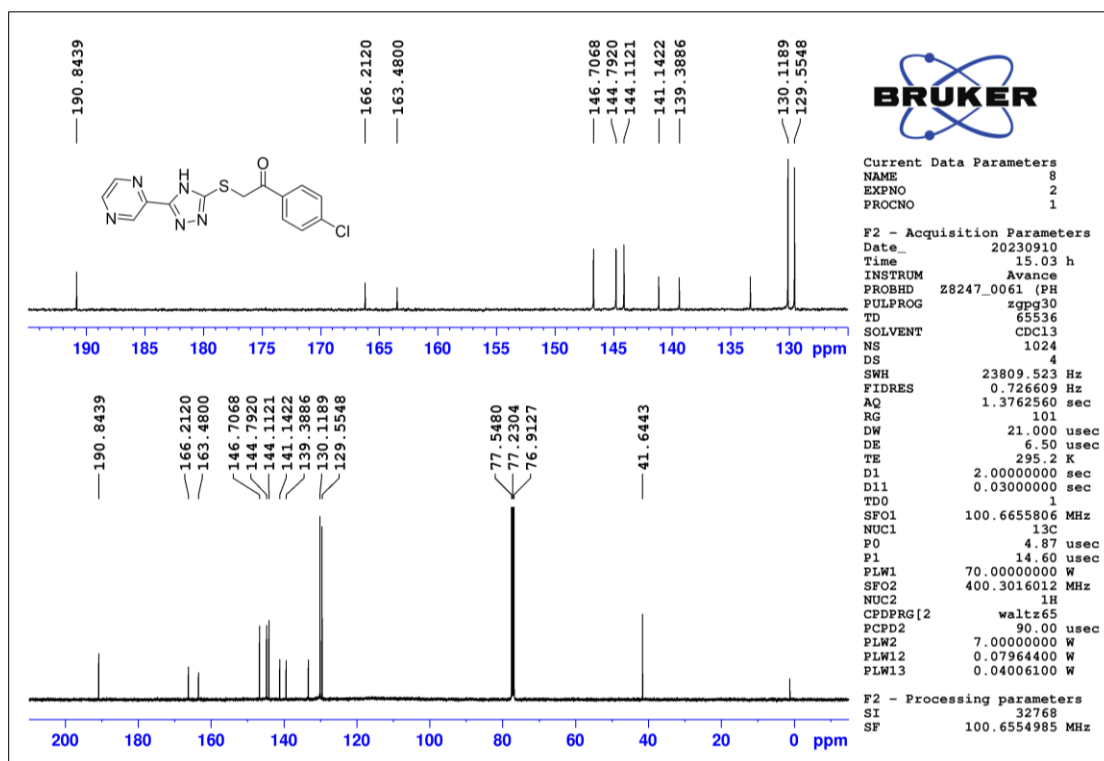 190.8439
166.2120
163.4800
146.7068
144.7920
144.1121
141.1422
139.3886
130.1189
129.5548
N
N
NH
N
N
S
O
Cl
190 185 180 175 170 165 160 155 150 145 140 135 130 ppm
190.8439
166.2120
163.4800
146.7068
144.7920
144.1121
141.1422
139.3886
130.1189
129.5548
77.5480
77.2304
76.9127
41.6443
200 180 160 140 120 100 80 60 40 20 0 ppm
BRUKER
Current Data Parameters
NAME 8
EXPNO 2
PROCNO 1
F2 - Acquisition Parameters
Date_ 20230910
Time 15.03 h
INSTRUM Avance
PROBHD 28247_0061 (PH
PULPROG zgpg30
TD 65536
SOLVENT CDCl3
NS 1024
DS 4
SWH 23809.523 Hz
FIDRES 0.726609 Hz
AQ 1.3762560 sec
RG 101
DW 21.000 usec
DE 6.50 usec
TE 295.2 K
D1 2.00000000 sec
D11 0.03000000 sec
TD0 1
SFO1 100.6655806 MHz
NUC1 13C
P0 4.87 usec
P1 14.60 usec
PLW1 70.00000000 W
SFO2 400.3016012 MHz
NUC2 1H
CPDPRG[2 waltz65
PCPD2 90.00 usec
PLW2 7.00000000 W
PLW12 0.07964400 W
PLW13 0.04006100 W
F2 - Processing parameters
SI 32768
SF 100.6554985 MHz